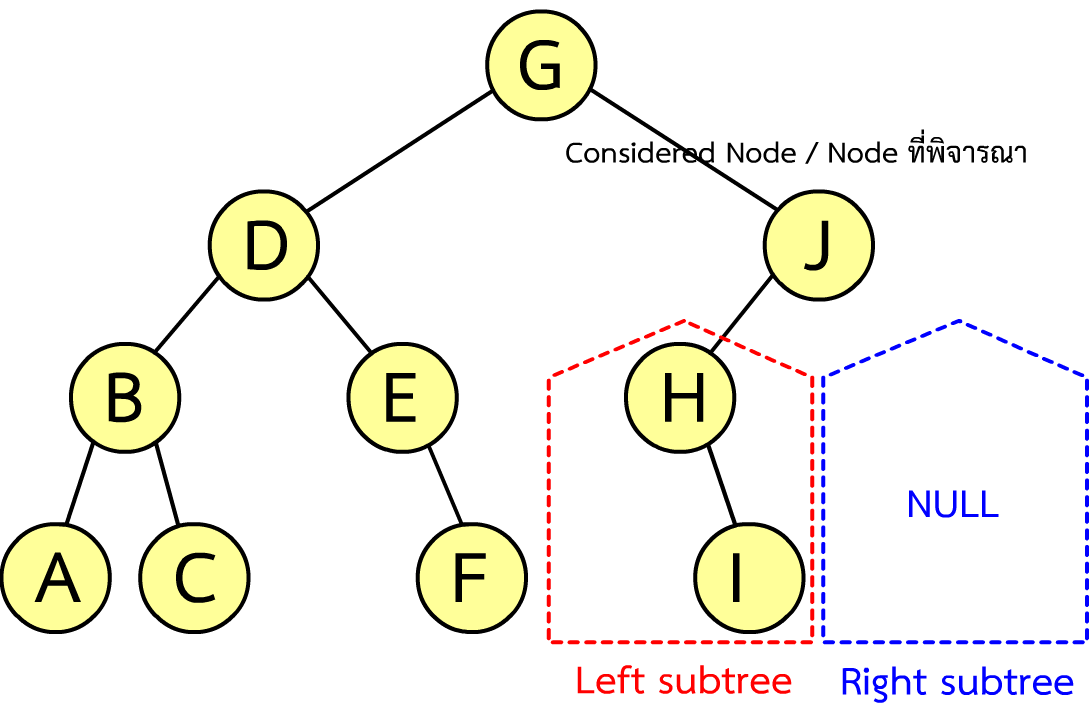 G
Considered Node / Node ที่พิจารณา
D
J
B
E
H
NULL
A
C
F
I
Left subtree
Right subtree